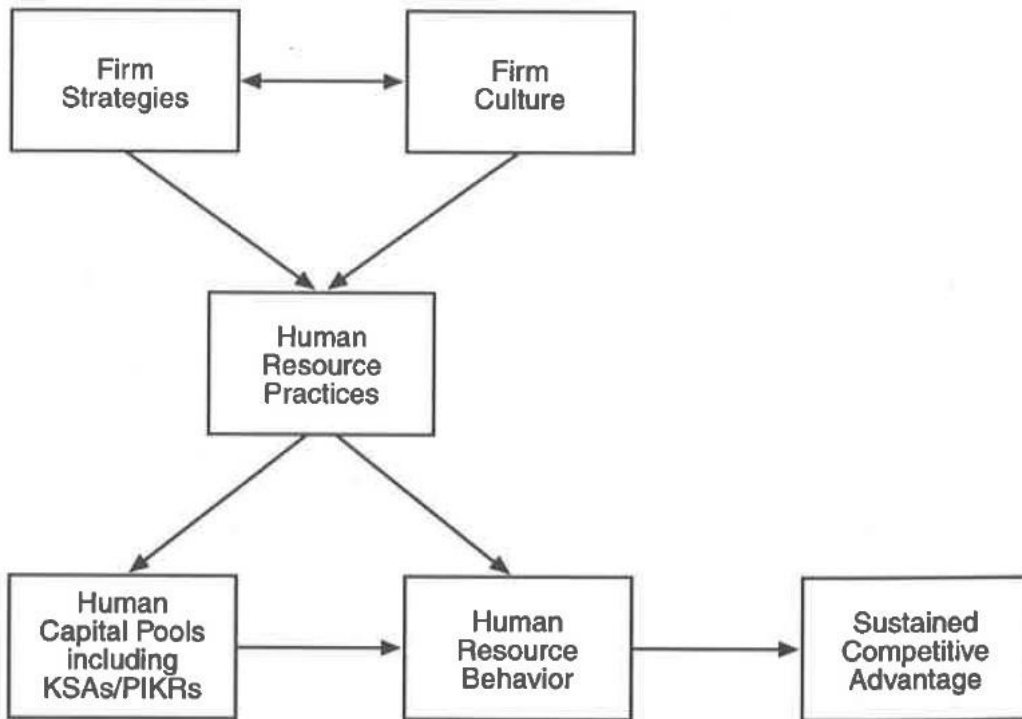 Firm
Strategies
Firm
Culture
Human
Resource
Practices
Human
Capital Pools
including
KSAs/PIKRs
Human
Resource
Behavior
Sustained
Competitive
Advantage